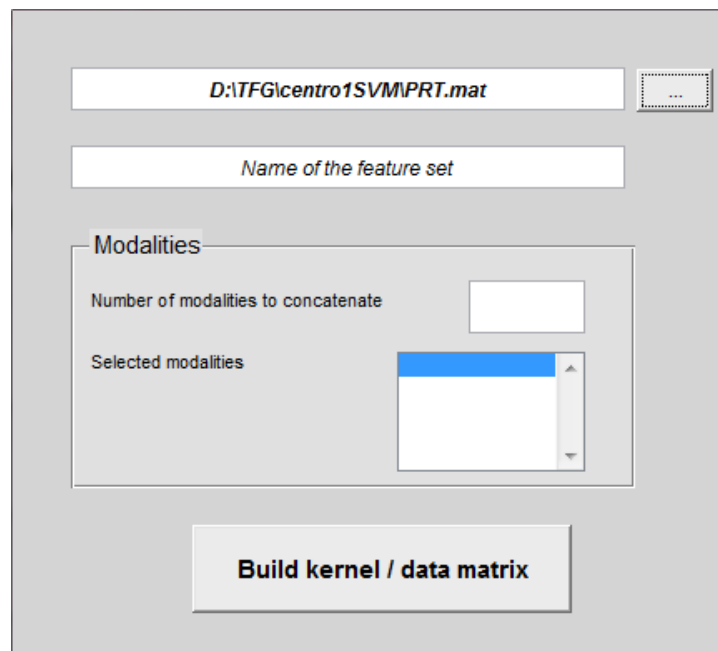 D:\TFG\centro1SVM\PRT.mat
...
Name of the feature set
Modalities
Number of modalities to concatenate
Selected modalities
Build kernel / data matrix